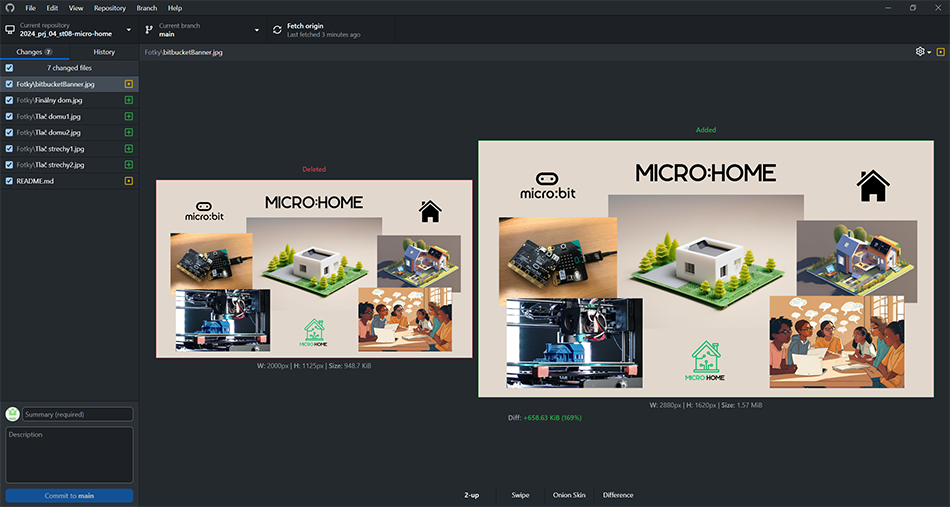 File Edit View Repository Branch Help
Current repository
2024_prj_04_st08-micro-home
Current branch
main
Fetch origin
Last fetched 3 minutes ago
Changes 7 History
Fotky\bitbucketBanner.jpg
7 changed files
Fotky\bitbucketBanner.jpg
Fotky\Finálny dom.jpg
Fotky\Tlač domu1.jpg
Fotky\Tlač domu2.jpg
Fotky\Tlač strechy1.jpg
Fotky\Tlač strechy2.jpg
README.md
Deleted
micro:bit
MICRO:HOME
MICRO HOME
W: 2000px | H: 1125px | Size: 948.7 KiB
Added
micro:bit
MICRO:HOME
MICRO HOME
W: 2880px | H: 1620px | Size: 1.57 MiB
Diff: +658.63 KiB (169%)
Summary (required)
Description
Commit to main
2-up Swipe Onion Skin Difference